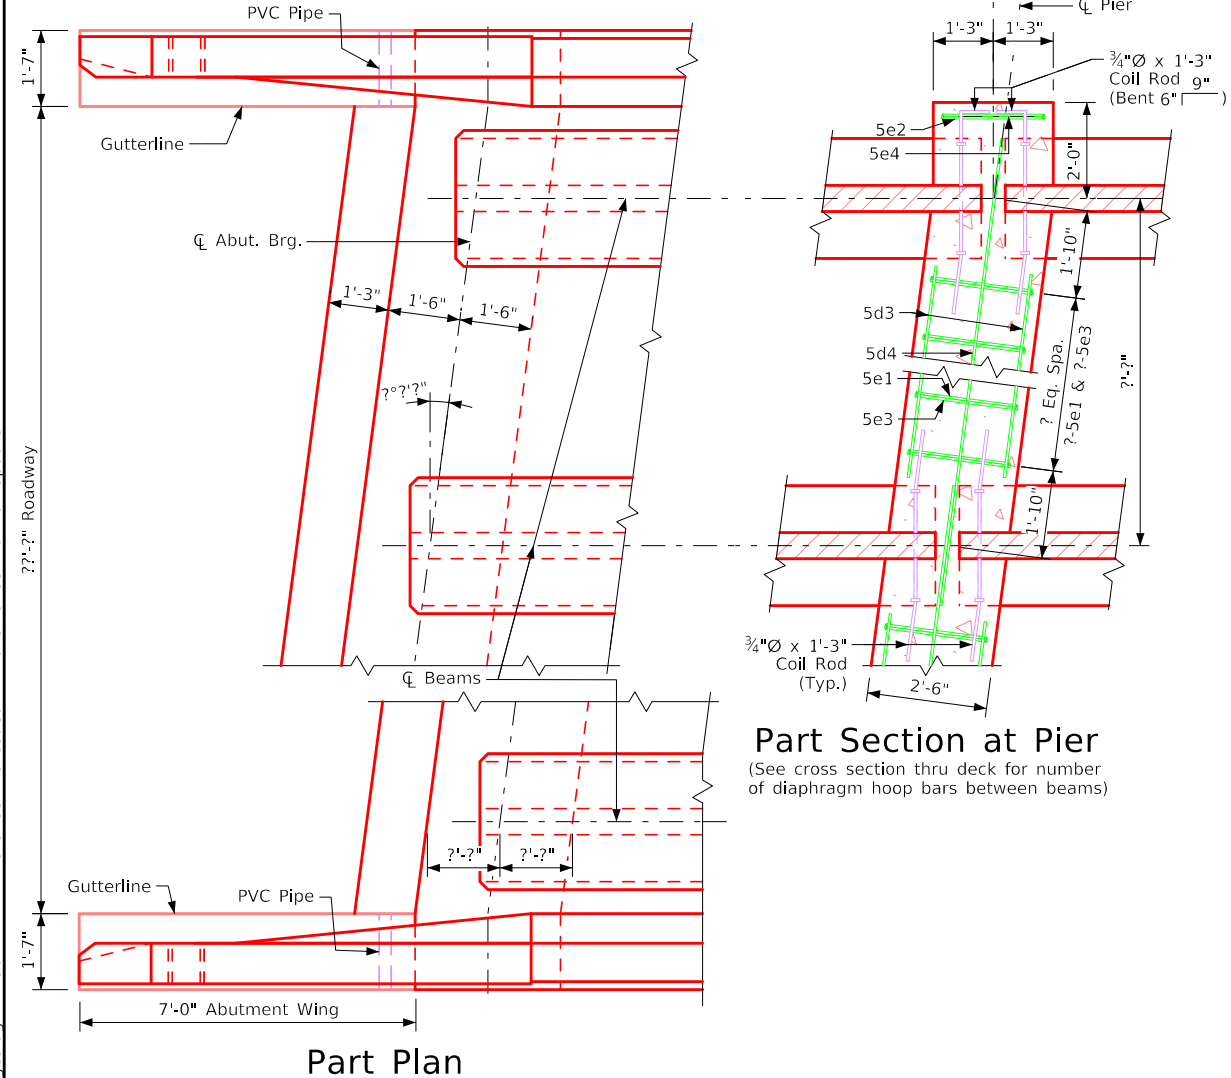 PVC Pipe
1'-7"
Gutterline
℄ Abut. Brg.
1'-3"
1'-6"
1'-6"
?°?'?"
??'-?" Roadway
℄ Beams
?'-?"
?'-?"
Gutterline
PVC Pipe
1'-7"
7'-0" Abutment Wing
Part Plan
℄ Pier
1'-3"
1'-3"
¾"Ø x 1'-3"
Coil Rod 9"
(Bent 6" )
5e2
5e4
2'-0"
1'-10"
5d3
5d4
5e1
5e3
? Eq. Spa.
?-5e1 & ?-5e3
?'-?"
1'-10"
¾"Ø x 1'-3"
Coil Rod
(Typ.)
2'-6"
Part Section at Pier
(See cross section thru deck for number
of diaphragm hoop bars between beams)